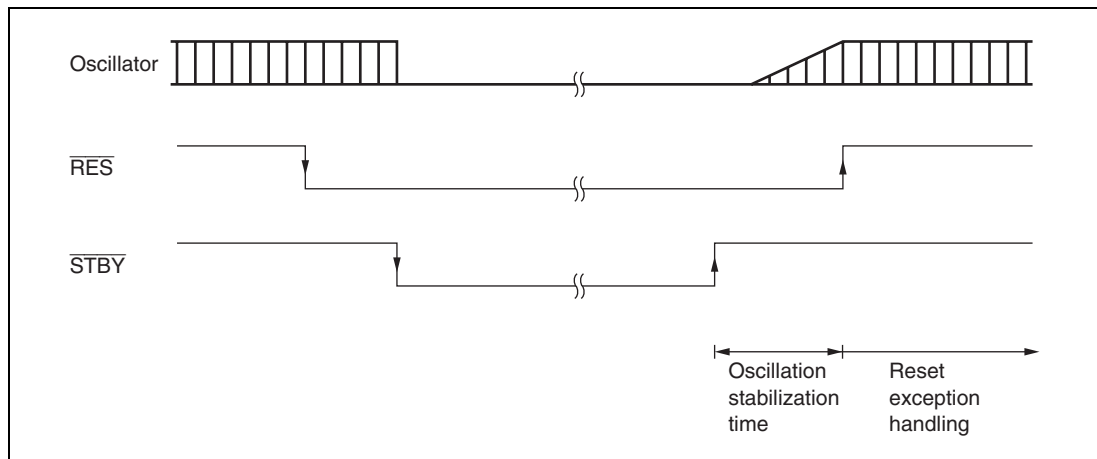 Oscillator
RES
STBY
Oscillation
stabilization
time
Reset
exception
handling